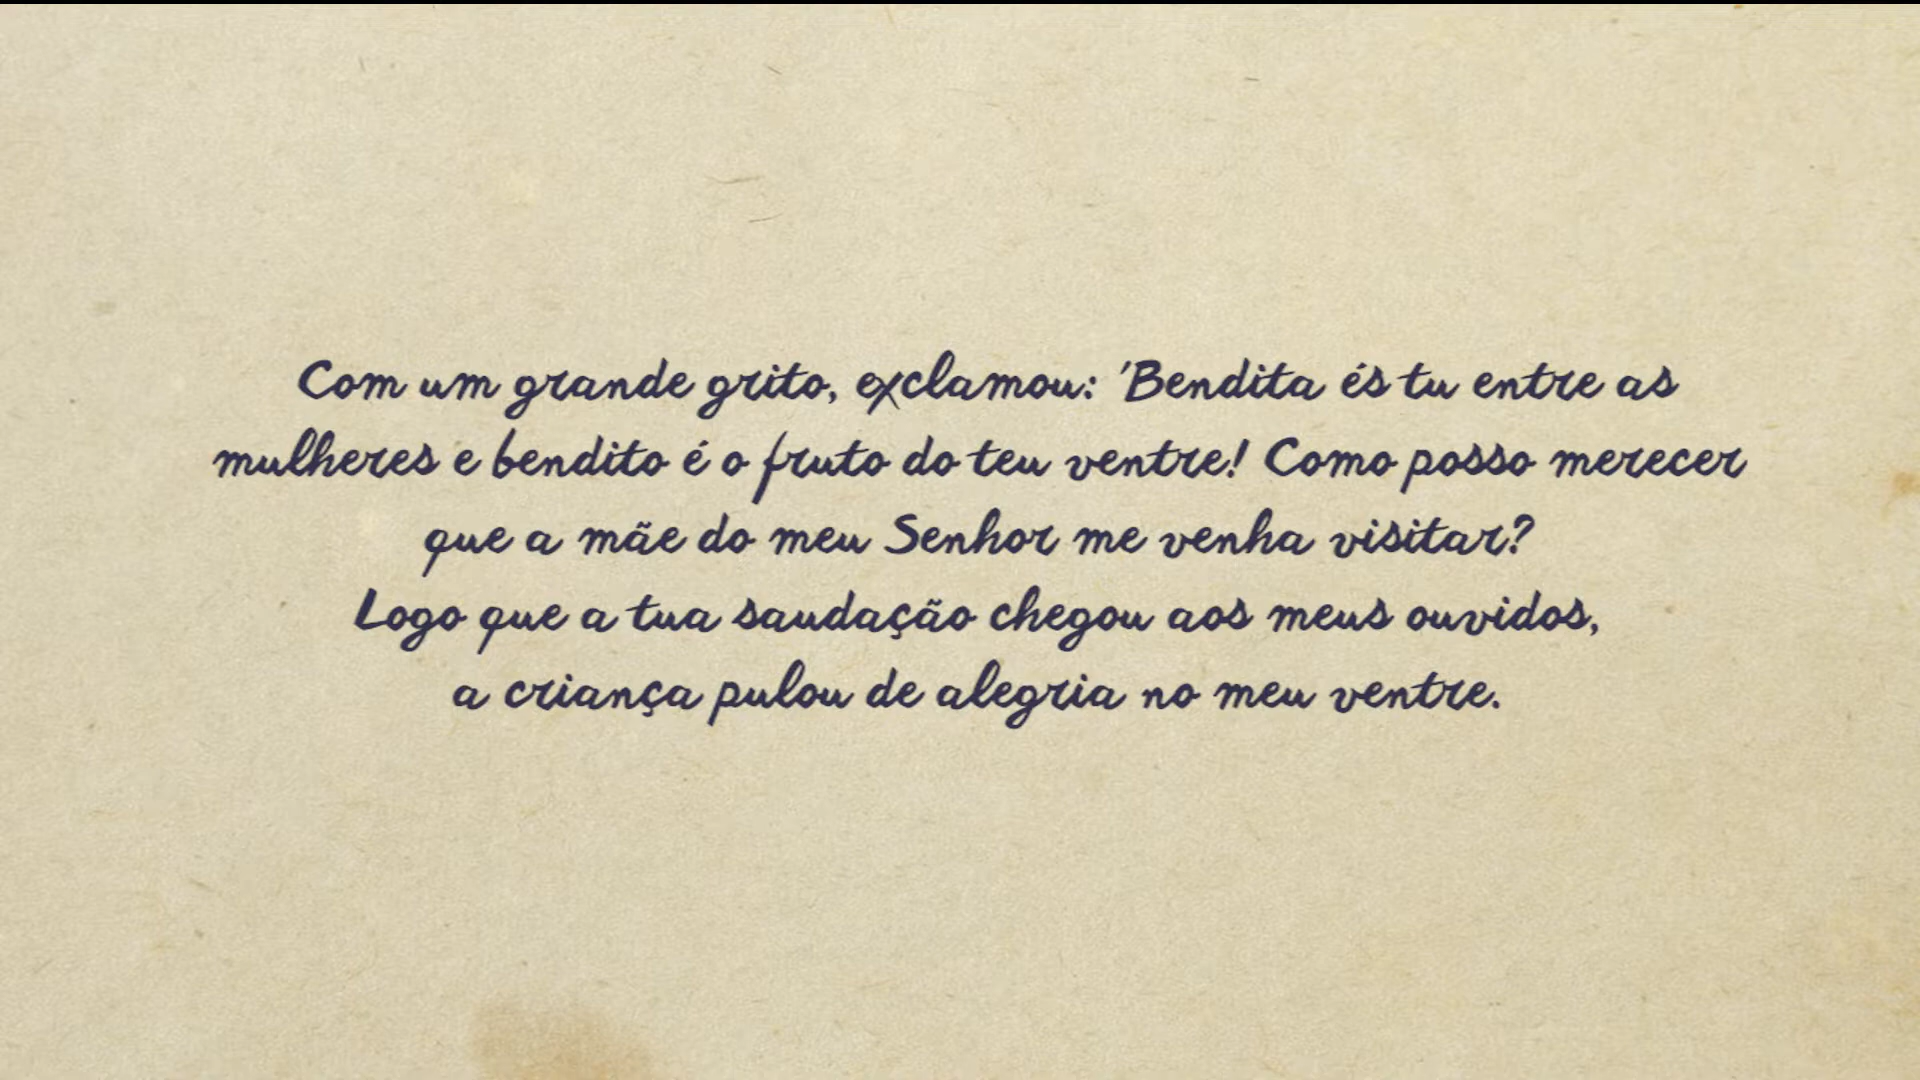 Com um grande grito, exclamou: 'Bendita és tu entre as
mulheres e bendito é o fruto do teu ventre! Como posso merecer
que a mãe do meu Senhor me venha visitar?
Logo que a tua saudação chegou aos meus ouvidos,
a criança pulou de alegria no meu ventre.